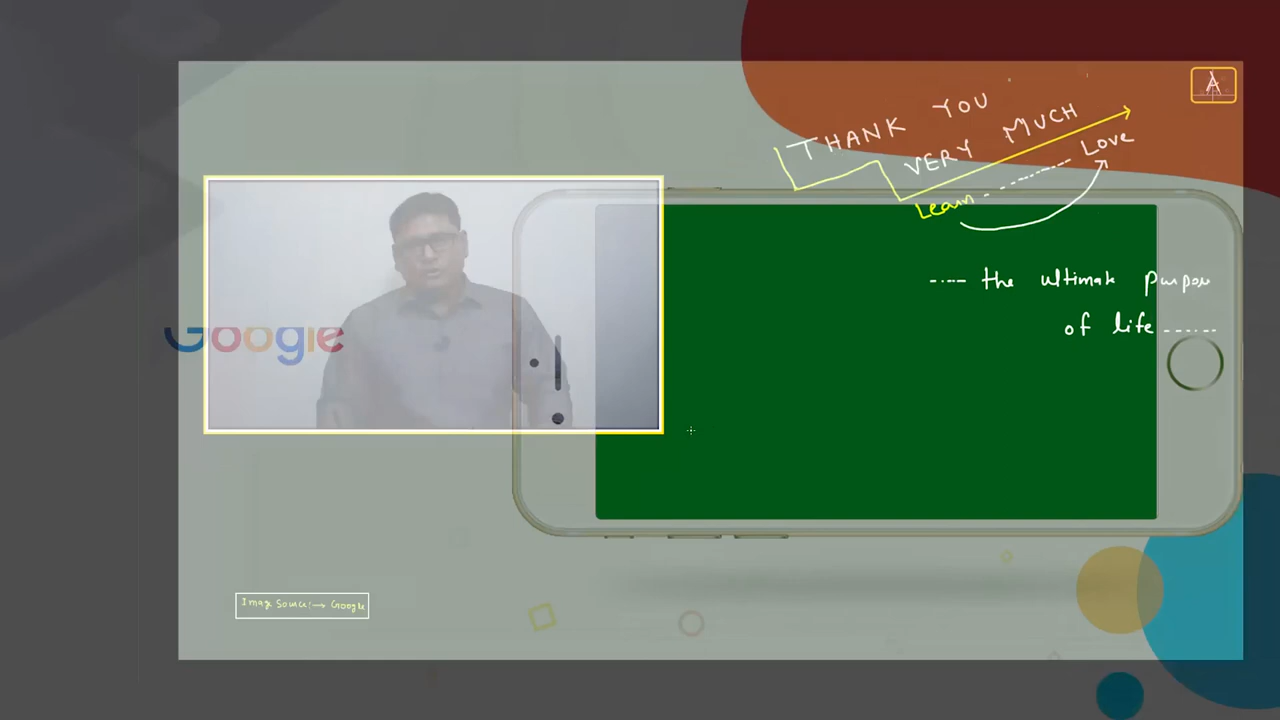 A
THANK YOU
VERY MUCH
Learn ------ Love
---- the ultimate purpose
of life ------
Google
Image Source:→ Google